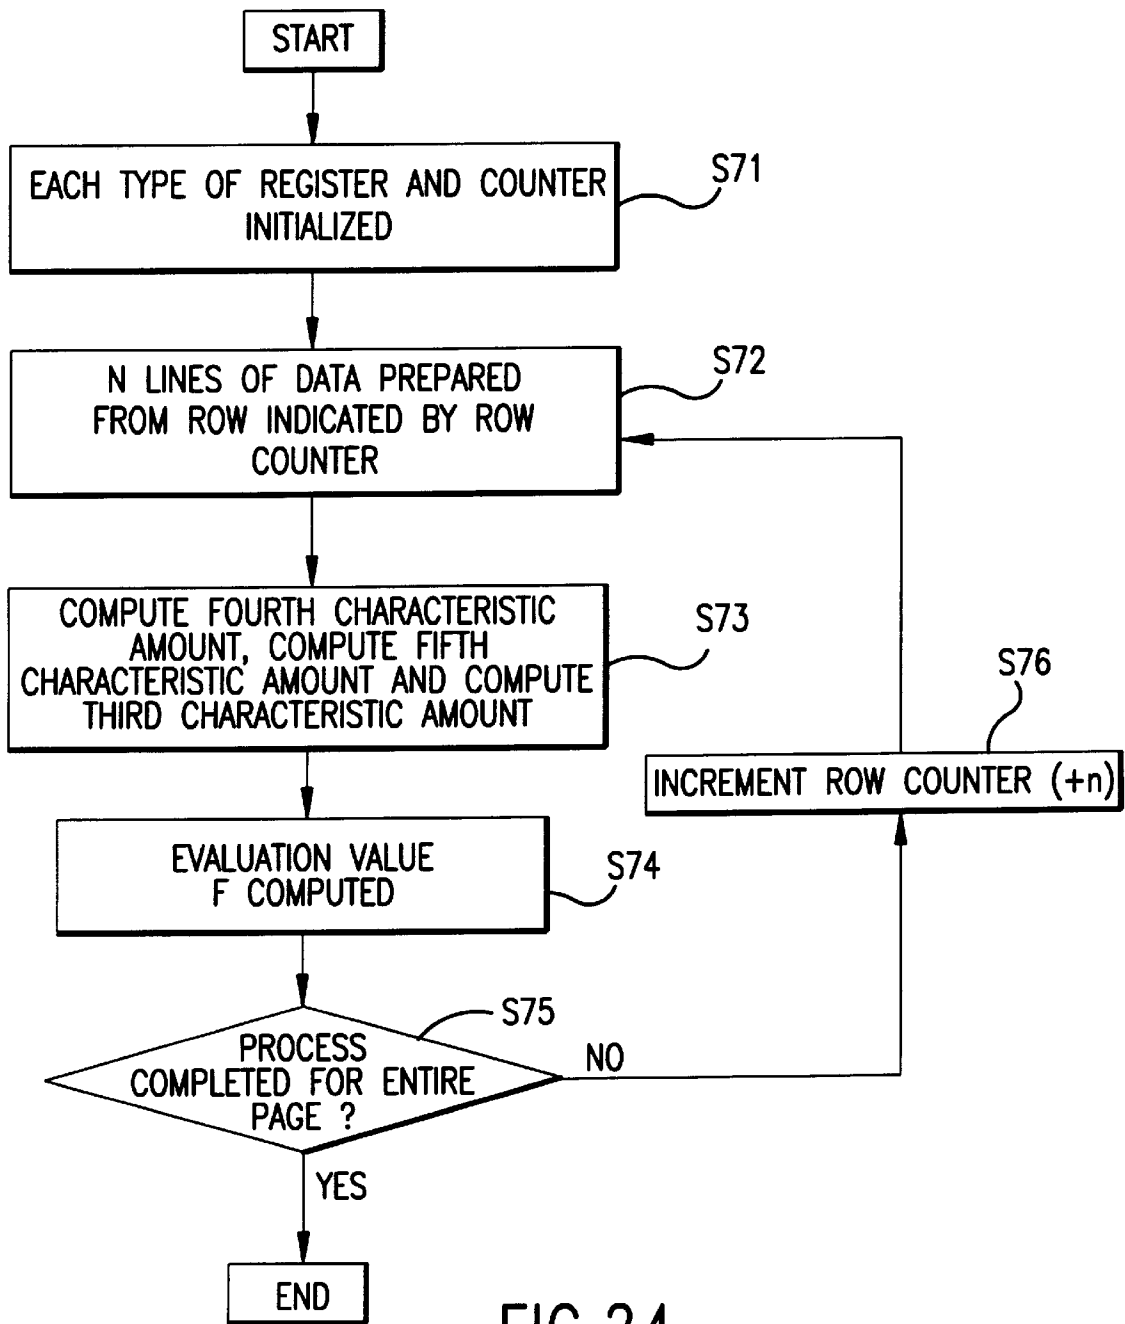 START
EACH TYPE OF REGISTER AND COUNTER
INITIALIZED
S71
N LINES OF DATA PREPARED
FROM ROW INDICATED BY ROW
COUNTER
S72
COMPUTE FOURTH CHARACTERISTIC
AMOUNT, COMPUTE FIFTH
CHARACTERISTIC AMOUNT AND COMPUTE
THIRD CHARACTERISTIC AMOUNT
S73
S76
INCREMENT ROW COUNTER (+n)
EVALUATION VALUE
F COMPUTED
S74
S75
PROCESS
COMPLETED FOR ENTIRE
PAGE ?
NO
YES
END
FIG.24